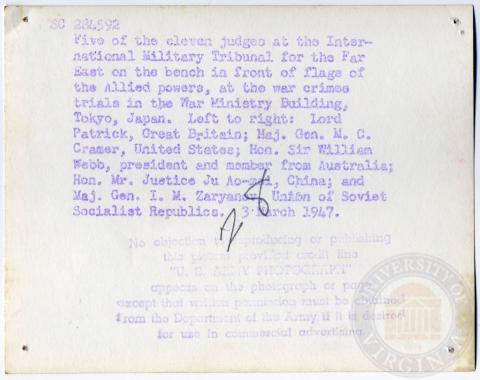 SC 284592
Five of the eleven judges at the Inter-
national Military Tribunal for the Far
East on the bench in front of flags of
the Allied powers, at the war crimes
trials in the War Ministry Building,
Tokyo, Japan. Left to right: Lord
Patrick, Great Britain; Maj. Gen. M. C.
Cramer, United States; Hon. Sir William
Webb, president and member from Australia;
Hon. Mr. Justice Ju Ao-mei, China; and
Maj. Gen. I. M. Zaryanov, Union of Soviet
Socialist Republics. 3 March 1947.
No objection to reproducing or publishing
this picture provided credit line
"U. S. ARMY PHOTOGRAPH"
appears on the photograph or page,
except that written permission must be obtained
from the Department of the Army if it is desired
for use in commercial advertising.
UNIVERSITY OF VIRGINIA